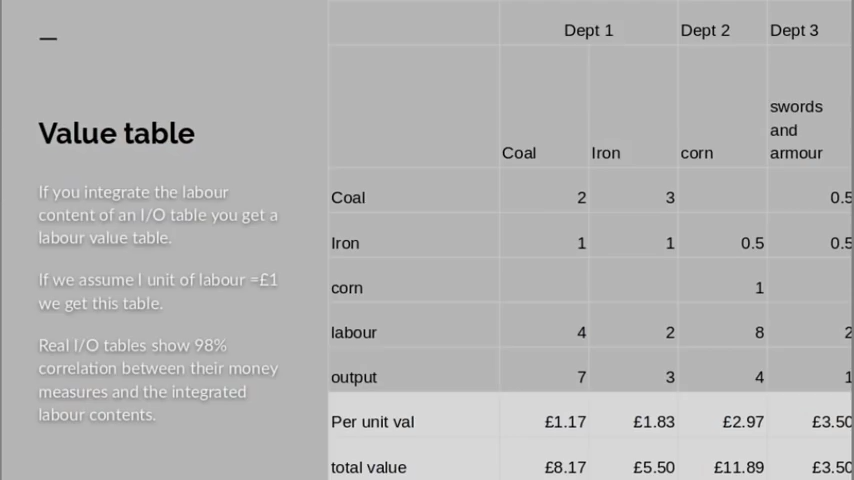 Value table
If you integrate the labour
content of an I/O table you get a
labour value table.
If we assume I unit of labour =£1
we get this table.
Real I/O tables show 98%
correlation between their money
measures and the integrated
labour contents.
Dept 1 Dept 2 Dept 3
Coal Iron corn swords and armour
Coal 2 3 0.5
Iron 1 1 0.5 0.5
corn 1
labour 4 2 8 2
output 7 3 4 1
Per unit val £1.17 £1.83 £2.97 £3.50
total value £8.17 £5.50 £11.89 £3.50